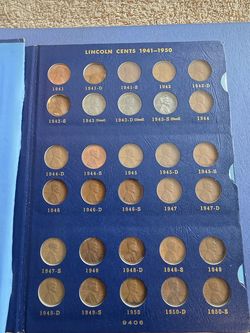 LINCOLN CENTS 1941-1950
1941 1941-D 1941-S 1942 1942-D
1942-S 1943 (Steel) 1943-D (Steel) 1943-S (Steel) 1944
1944-D 1944-S 1945 1945-D 1945-S
1946 1946-D 1946-S 1947 1947-D
1947-S 1948 1948-D 1948-S 1949
1949-D 1949-S 1950 1950-D 1950-S
9406